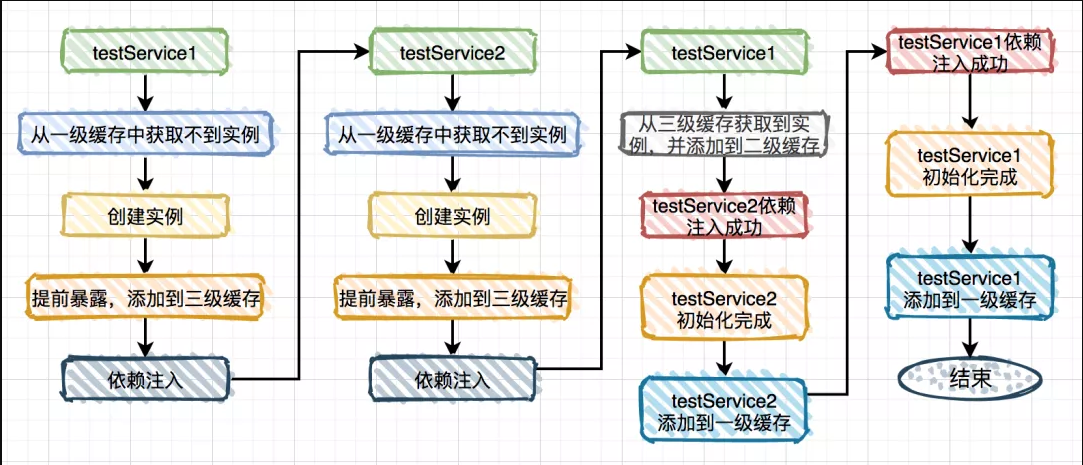 testService1
从一级缓存中获取不到实例
创建实例
提前暴露，添加到三级缓存
依赖注入
testService2
从一级缓存中获取不到实例
创建实例
提前暴露，添加到三级缓存
依赖注入
testService1
从三级缓存获取到实
例，并添加到二级缓存
testService2依赖
注入成功
testService2
初始化完成
testService2
添加到一级缓存
testService1依赖
注入成功
testService1
初始化完成
testService1
添加到一级缓存
结束